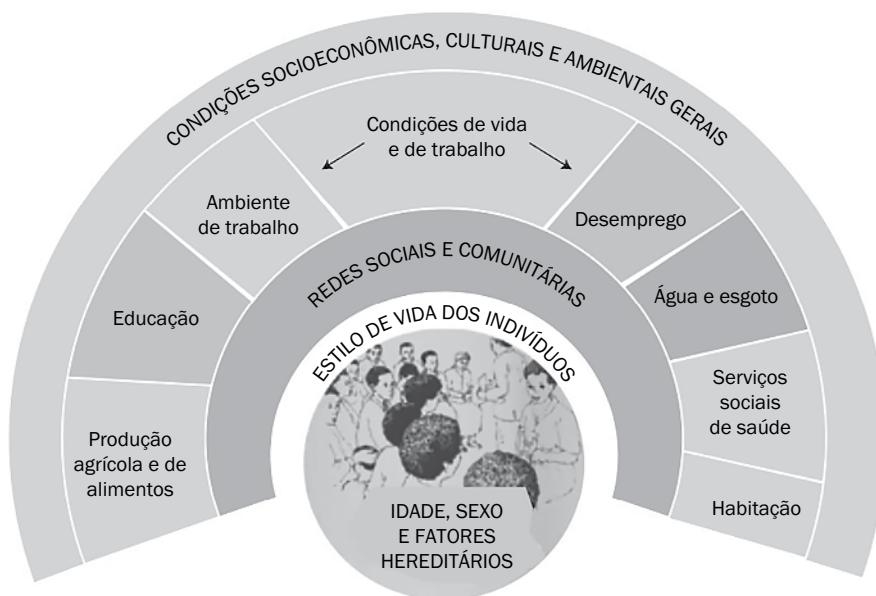 CONDIÇÕES SOCIOECONÔMICAS, CULTURAIS E AMBIENTAIS GERAIS
Condições de vida
e de trabalho
Ambiente
de trabalho
Desemprego
REDES SOCIAIS E COMUNITÁRIAS
Educação
Água e esgoto
ESTILO DE VIDA DOS INDIVÍDUOS
Produção
agrícola e de
alimentos
Serviços
sociais
de saúde
Habitação
IDADE, SEXO
E FATORES
HEREDITÁRIOS